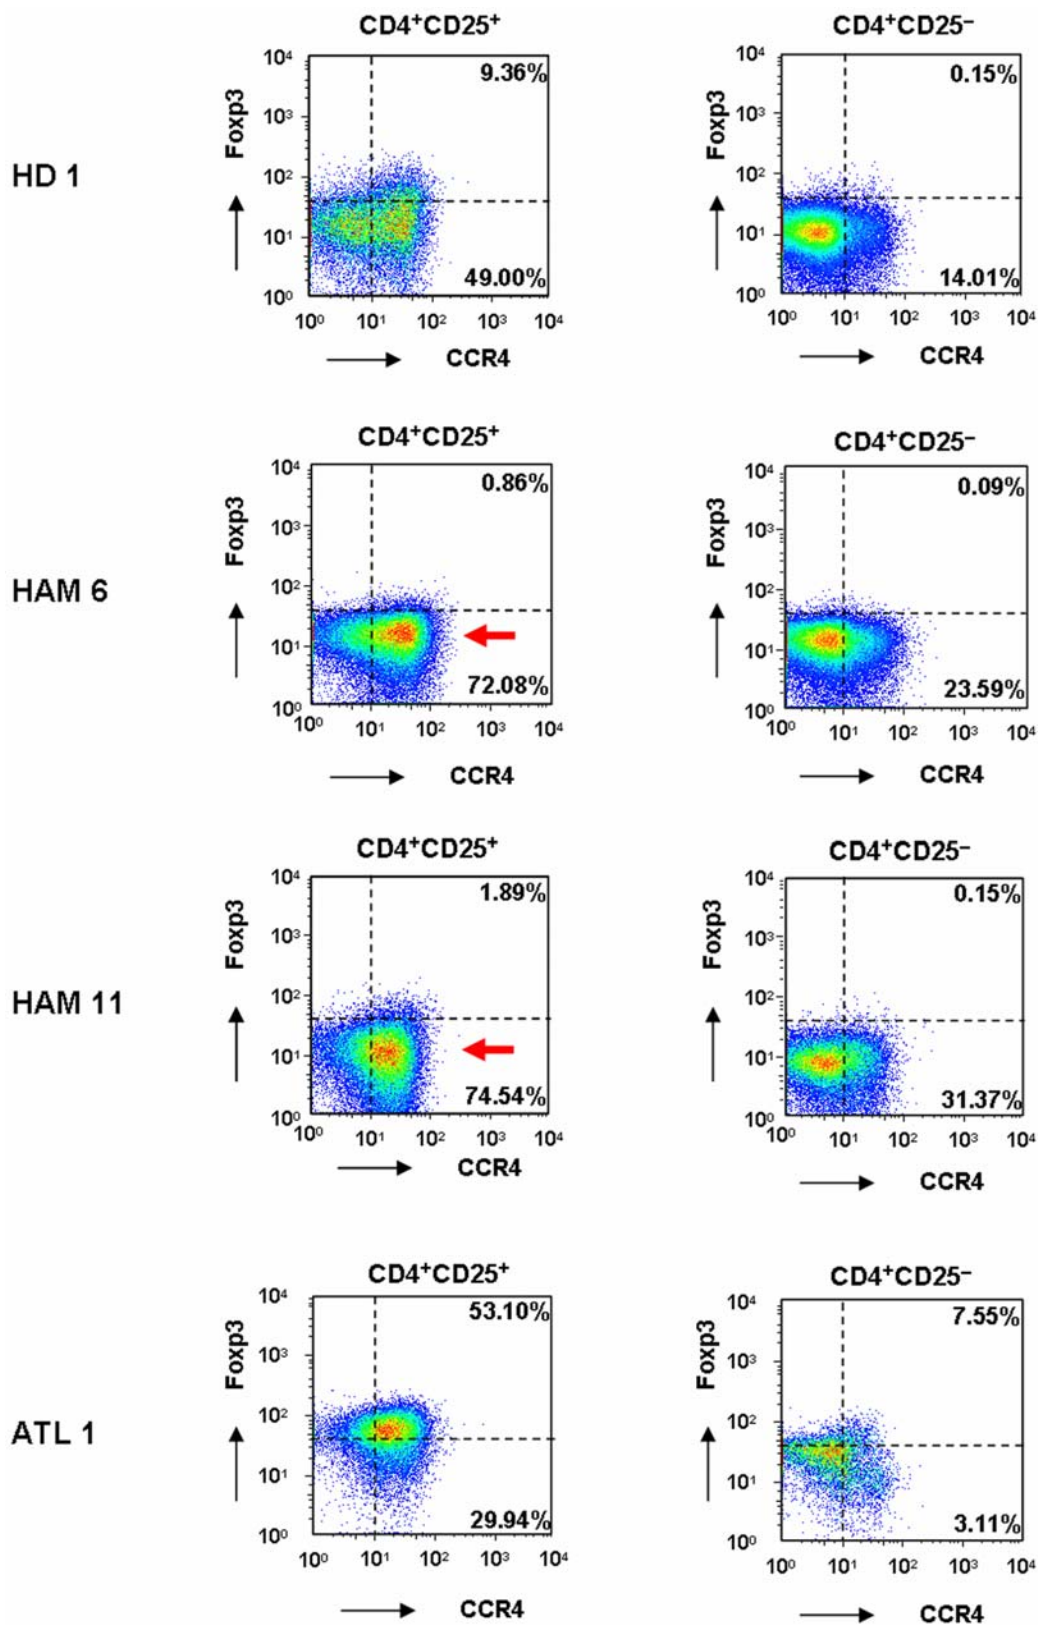 CD4⁺CD25⁺ CD4⁺CD25⁻
HD 1
Foxp3
10⁴
10³
10²
10¹
10⁰
9.36%
49.00%
10⁰ 10¹ 10² 10³ 10⁴
CCR4
Foxp3
10⁴
10³
10²
10¹
10⁰
0.15%
14.01%
10⁰ 10¹ 10² 10³ 10⁴
CCR4
CD4⁺CD25⁺ CD4⁺CD25⁻
HAM 6
Foxp3
10⁴
10³
10²
10¹
10⁰
0.86%
72.08%
10⁰ 10¹ 10² 10³ 10⁴
CCR4
Foxp3
10⁴
10³
10²
10¹
10⁰
0.09%
23.59%
10⁰ 10¹ 10² 10³ 10⁴
CCR4
CD4⁺CD25⁺ CD4⁺CD25⁻
HAM 11
Foxp3
10⁴
10³
10²
10¹
10⁰
1.89%
74.54%
10⁰ 10¹ 10² 10³ 10⁴
CCR4
Foxp3
10⁴
10³
10²
10¹
10⁰
0.15%
31.37%
10⁰ 10¹ 10² 10³ 10⁴
CCR4
CD4⁺CD25⁺ CD4⁺CD25⁻
ATL 1
Foxp3
10⁴
10³
10²
10¹
10⁰
53.10%
29.94%
10⁰ 10¹ 10² 10³ 10⁴
CCR4
Foxp3
10⁴
10³
10²
10¹
10⁰
7.55%
3.11%
10⁰ 10¹ 10² 10³ 10⁴
CCR4